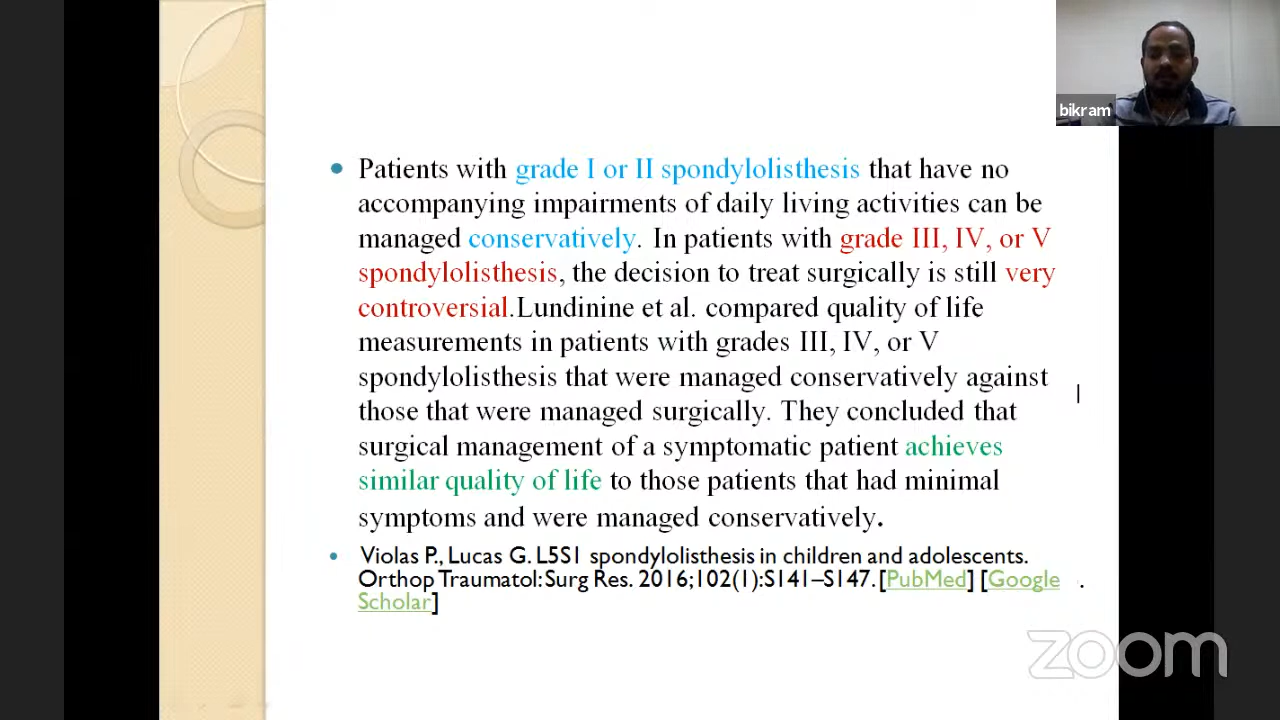 bikram
Patients with grade I or II spondylolisthesis that have no
accompanying impairments of daily living activities can be
managed conservatively. In patients with grade III, IV, or V
spondylolisthesis, the decision to treat surgically is still very
controversial.Lundinine et al. compared quality of life
measurements in patients with grades III, IV, or V
spondylolisthesis that were managed conservatively against
those that were managed surgically. They concluded that
surgical management of a symptomatic patient achieves
similar quality of life to those patients that had minimal
symptoms and were managed conservatively.
Violas P., Lucas G. L5S1 spondylolisthesis in children and adolescents.
Orthop Traumatol: Surg Res. 2016;102(1):S141–S147. [PubMed] [Google .
Scholar]
zoom